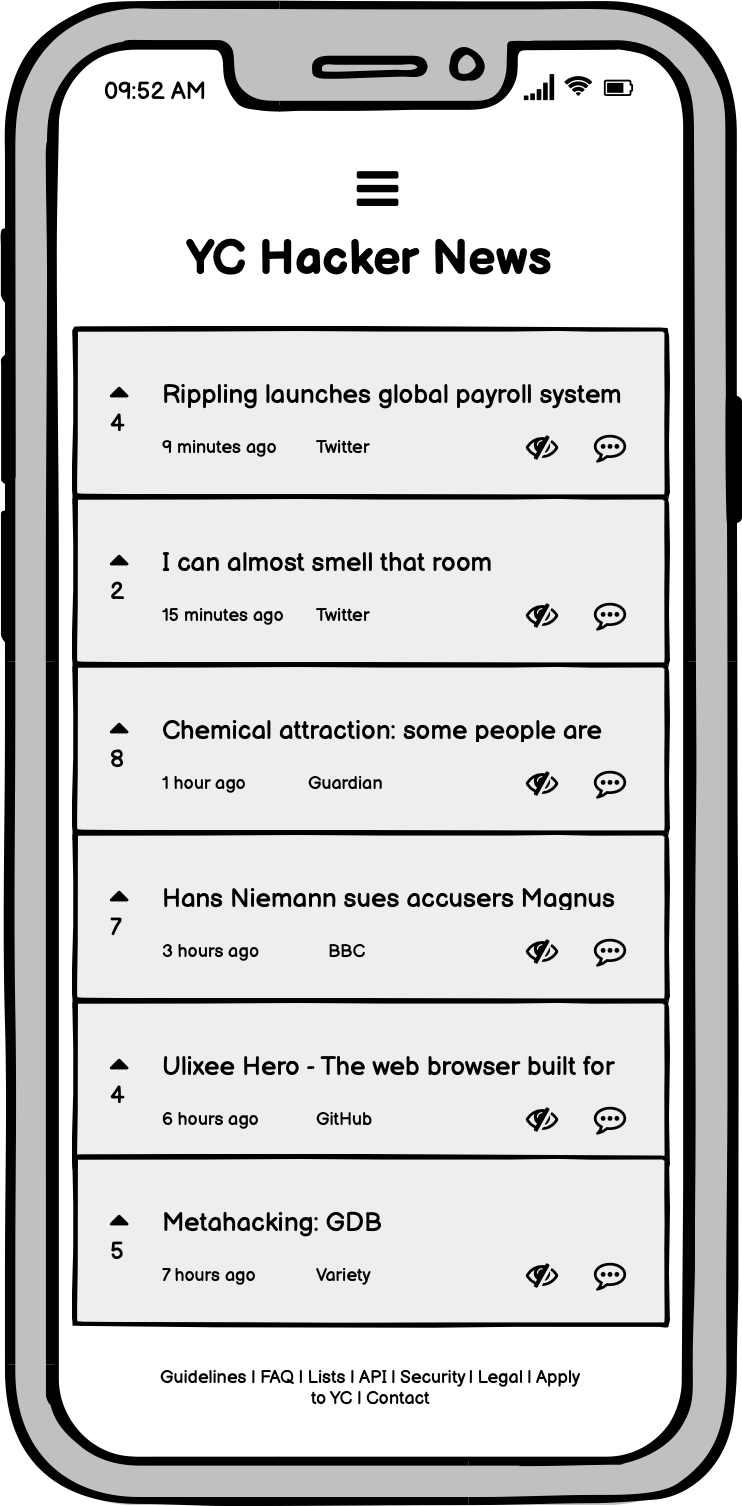 09:52 AM
YC Hacker News
Rippling launches global payroll system
4
9 minutes ago Twitter
I can almost smell that room
2
15 minutes ago Twitter
Chemical attraction: some people are
8
1 hour ago Guardian
Hans Niemann sues accusers Magnus
7
3 hours ago BBC
Ulixee Hero - The web browser built for
4
6 hours ago GitHub
Metahacking: GDB
5
7 hours ago Variety
Guidelines | FAQ | Lists | API | Security | Legal | Apply
to YC | Contact